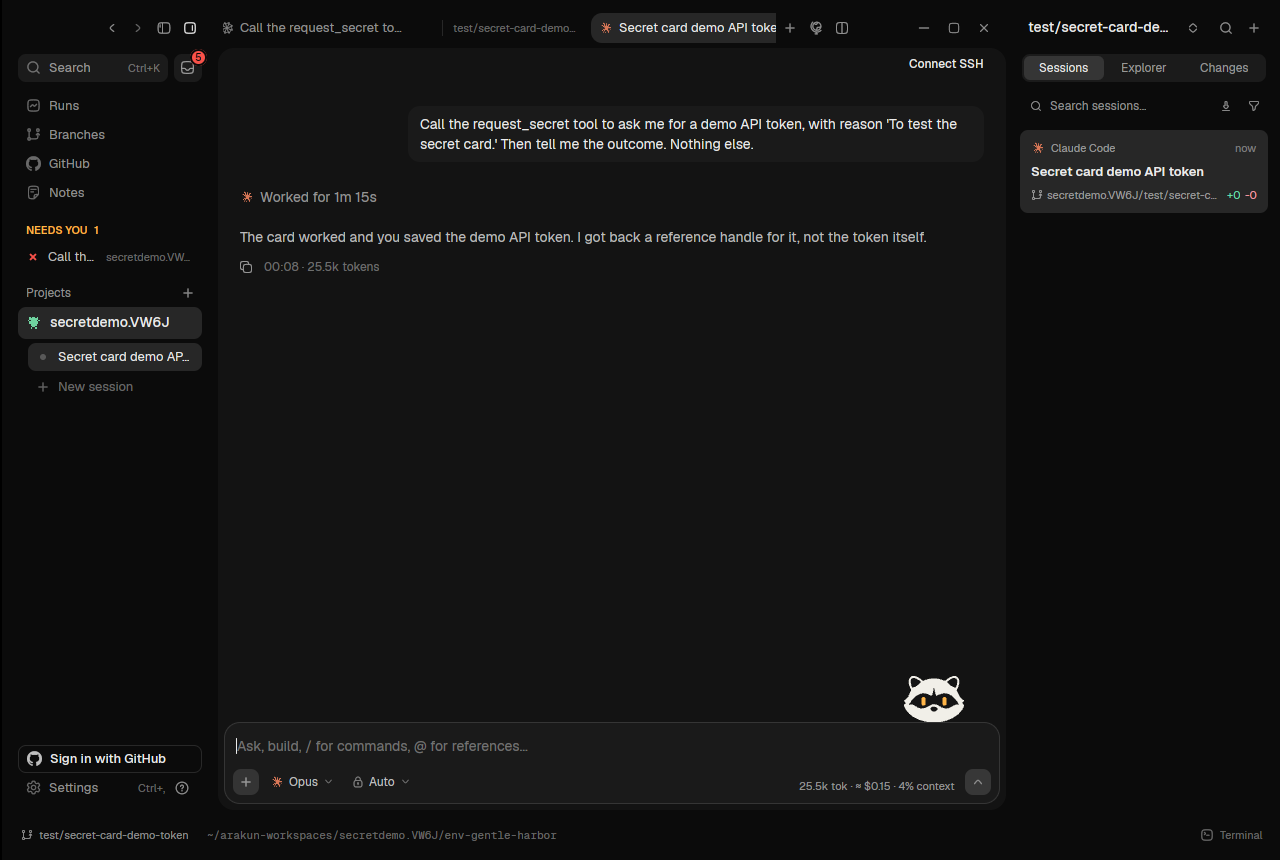 Call the request_secret to...
test/secret-card-demo...
Secret card demo API toke
test/secret-card-de...
Search
Ctrl+K
5
Connect SSH
Sessions
Explorer
Changes
Runs
Branches
GitHub
Notes
Search sessions...
Call the request_secret tool to ask me for a demo API token, with reason 'To test the
secret card.' Then tell me the outcome. Nothing else.
Claude Code
now
Secret card demo API token
secretdemo.VW6J/test/secret-c...
+0 -0
Worked for 1m 15s
NEEDS YOU 1
Call th...
secretdemo.VW...
The card worked and you saved the demo API token. I got back a reference handle for it, not the token itself.
00:08 · 25.5k tokens
Projects
secretdemo.VW6J
Secret card demo AP...
New session
Ask, build, / for commands, @ for references...
Opus
Auto
25.5k tok · ≈ $0.15 · 4% context
Sign in with GitHub
Settings
Ctrl+,
test/secret-card-demo-token
~/arakun-workspaces/secretdemo.VW6J/env-gentle-harbor
Terminal